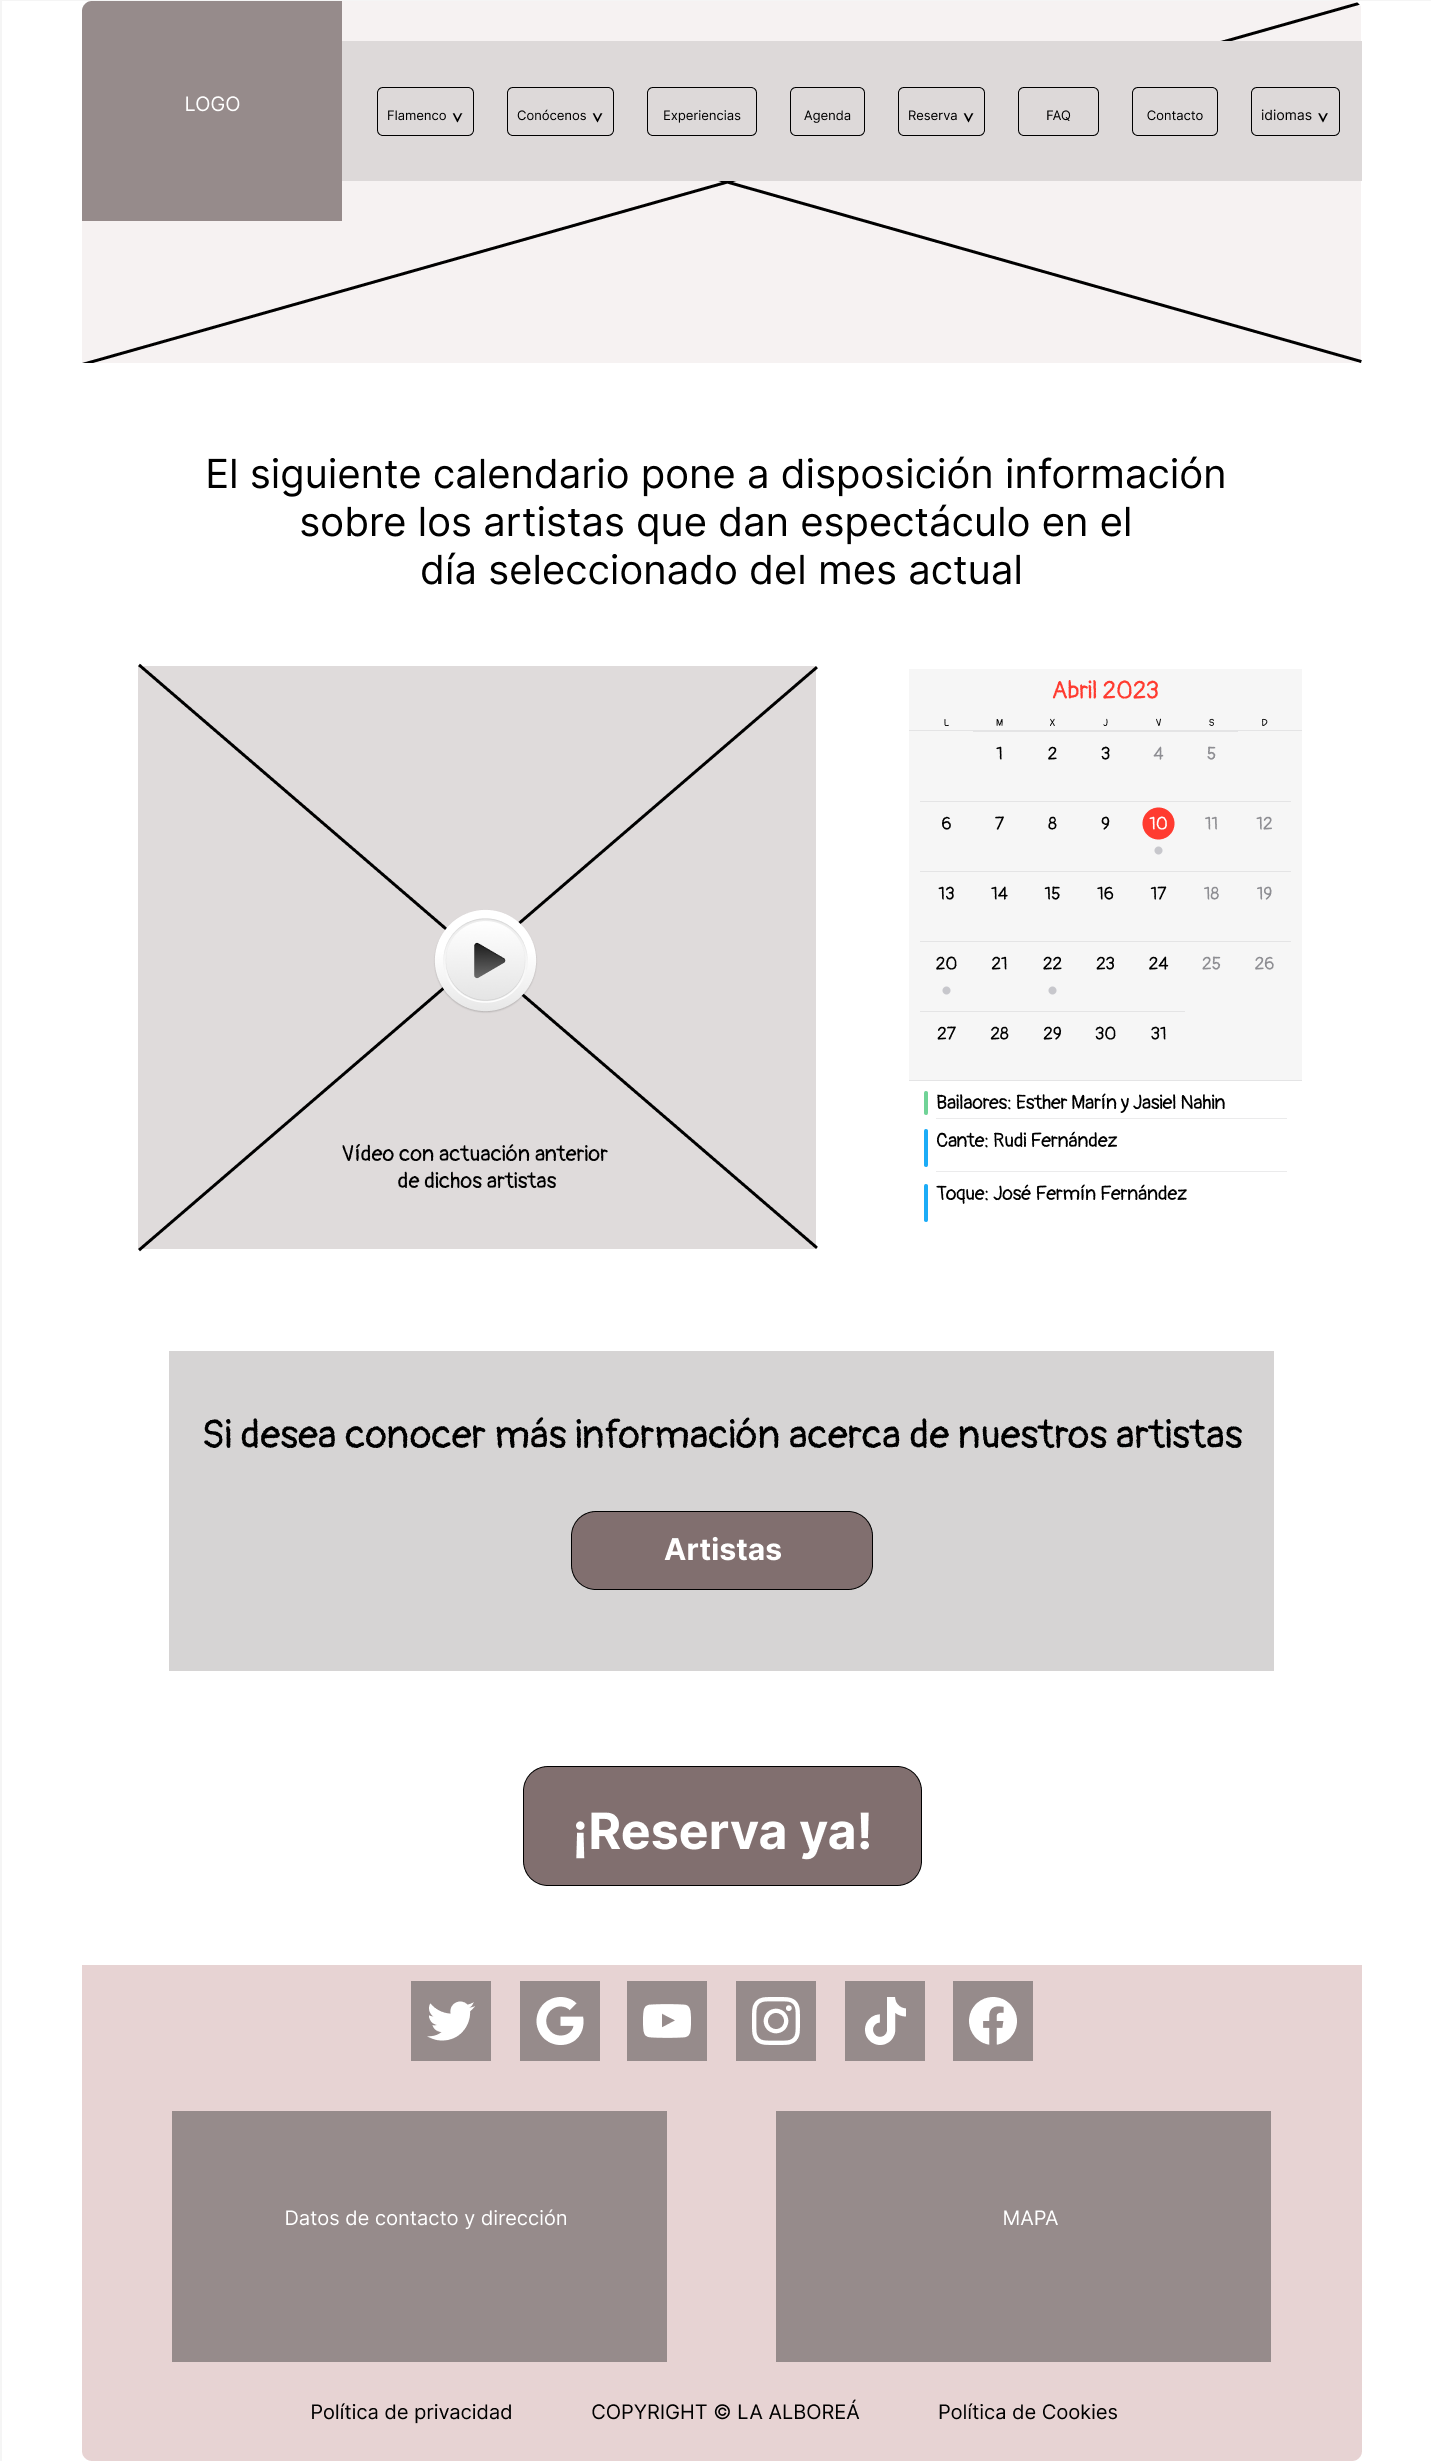 LOGO
Flamenco
Conócenos
Experiencias
Agenda
Reserva
FAQ
Contacto
idiomas
El siguiente calendario pone a disposición información
sobre los artistas que dan espectáculo en el
día seleccionado del mes actual
Vídeo con actuación anterior
de dichos artistas
Abril 2023
L M X J V S D
1 2 3 4 5
6 7 8 9 10 11 12
13 14 15 16 17 18 19
20 21 22 23 24 25 26
27 28 29 30 31
Bailaores: Esther Marín y Jasiel Nahin
Cante: Rudi Fernández
Toque: José Fermín Fernández
Si desea conocer más información acerca de nuestros artistas
Artistas
¡Reserva ya!
Datos de contacto y dirección
MAPA
Política de privacidad
COPYRIGHT © LA ALBOREÁ
Política de Cookies